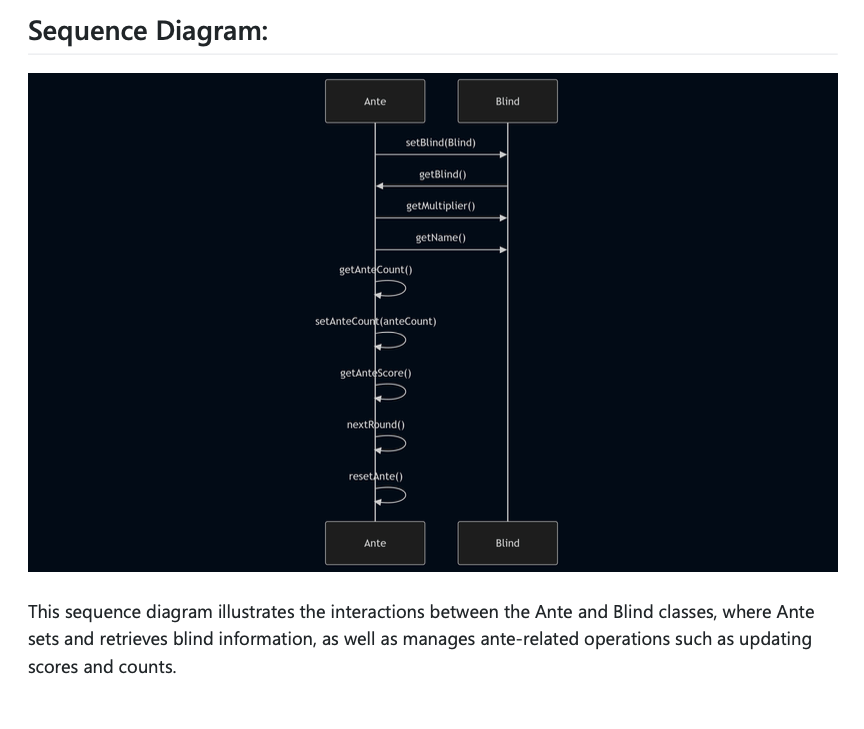 Sequence Diagram:
Ante
Blind
setBlind(Blind)
getBlind()
getMultiplier()
getName()
getAnteCount()
setAnteCount(anteCount)
getAnteScore()
nextRound()
resetAnte()
Ante
Blind
This sequence diagram illustrates the interactions between the Ante and Blind classes, where Ante
sets and retrieves blind information, as well as manages ante-related operations such as updating
scores and counts.